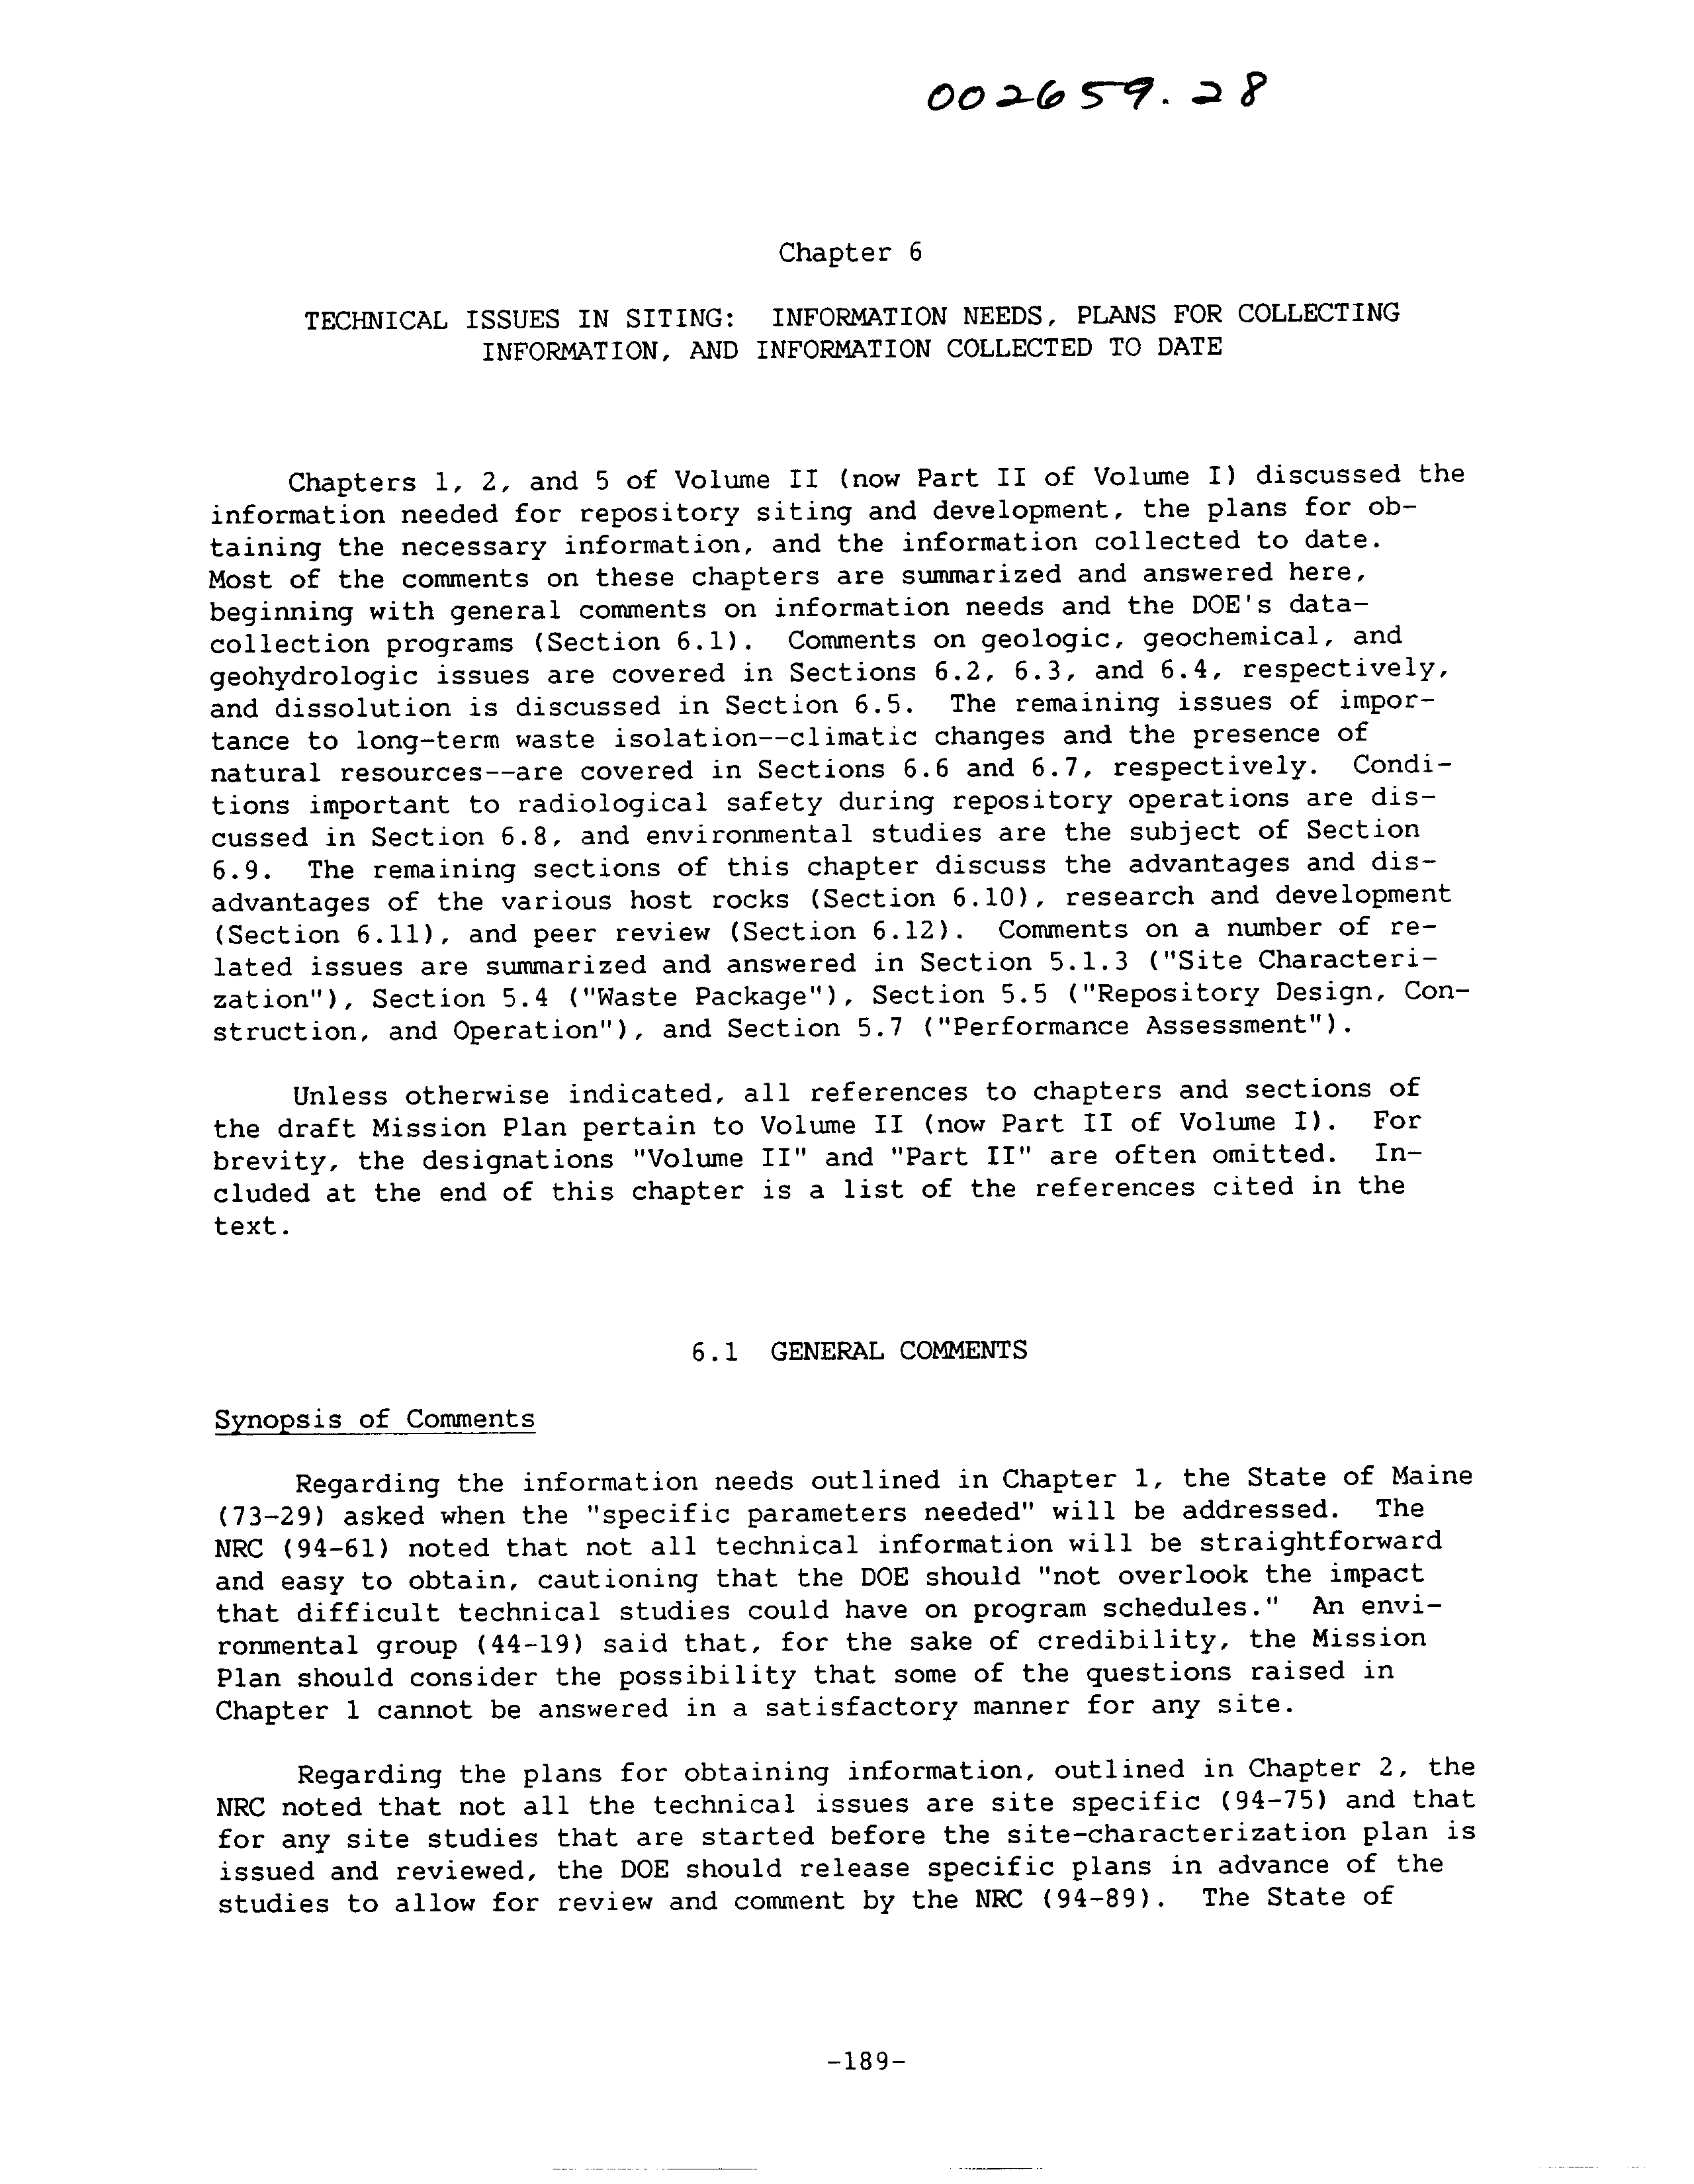 002659.28
Chapter 6
TECHNICAL ISSUES IN SITING: INFORMATION NEEDS, PLANS FOR COLLECTING
INFORMATION, AND INFORMATION COLLECTED TO DATE
Chapters 1, 2, and 5 of Volume II (now Part II of Volume I) discussed the
information needed for repository siting and development, the plans for ob-
taining the necessary information, and the information collected to date.
Most of the comments on these chapters are summarized and answered here,
beginning with general comments on information needs and the DOE's data-
collection programs (Section 6.1). Comments on geologic, geochemical, and
geohydrologic issues are covered in Sections 6.2, 6.3, and 6.4, respectively,
and dissolution is discussed in Section 6.5. The remaining issues of impor-
tance to long-term waste isolation--climatic changes and the presence of
natural resources--are covered in Sections 6.6 and 6.7, respectively. Condi-
tions important to radiological safety during repository operations are dis-
cussed in Section 6.8, and environmental studies are the subject of Section
6.9. The remaining sections of this chapter discuss the advantages and dis-
advantages of the various host rocks (Section 6.10), research and development
(Section 6.11), and peer review (Section 6.12). Comments on a number of re-
lated issues are summarized and answered in Section 5.1.3 ("Site Characteri-
zation"), Section 5.4 ("Waste Package"), Section 5.5 ("Repository Design, Con-
struction, and Operation"), and Section 5.7 ("Performance Assessment").
Unless otherwise indicated, all references to chapters and sections of
the draft Mission Plan pertain to Volume II (now Part II of Volume I). For
brevity, the designations "Volume II" and "Part II" are often omitted. In-
cluded at the end of this chapter is a list of the references cited in the
text.
6.1 GENERAL COMMENTS
Synopsis of Comments
Regarding the information needs outlined in Chapter 1, the State of Maine
(73-29) asked when the "specific parameters needed" will be addressed. The
NRC (94-61) noted that not all technical information will be straightforward
and easy to obtain, cautioning that the DOE should "not overlook the impact
that difficult technical studies could have on program schedules." An envi-
ronmental group (44-19) said that, for the sake of credibility, the Mission
Plan should consider the possibility that some of the questions raised in
Chapter 1 cannot be answered in a satisfactory manner for any site.
Regarding the plans for obtaining information, outlined in Chapter 2, the
NRC noted that not all the technical issues are site specific (94-75) and that
for any site studies that are started before the site-characterization plan is
issued and reviewed, the DOE should release specific plans in advance of the
studies to allow for review and comment by the NRC (94-89). The State of
-189-